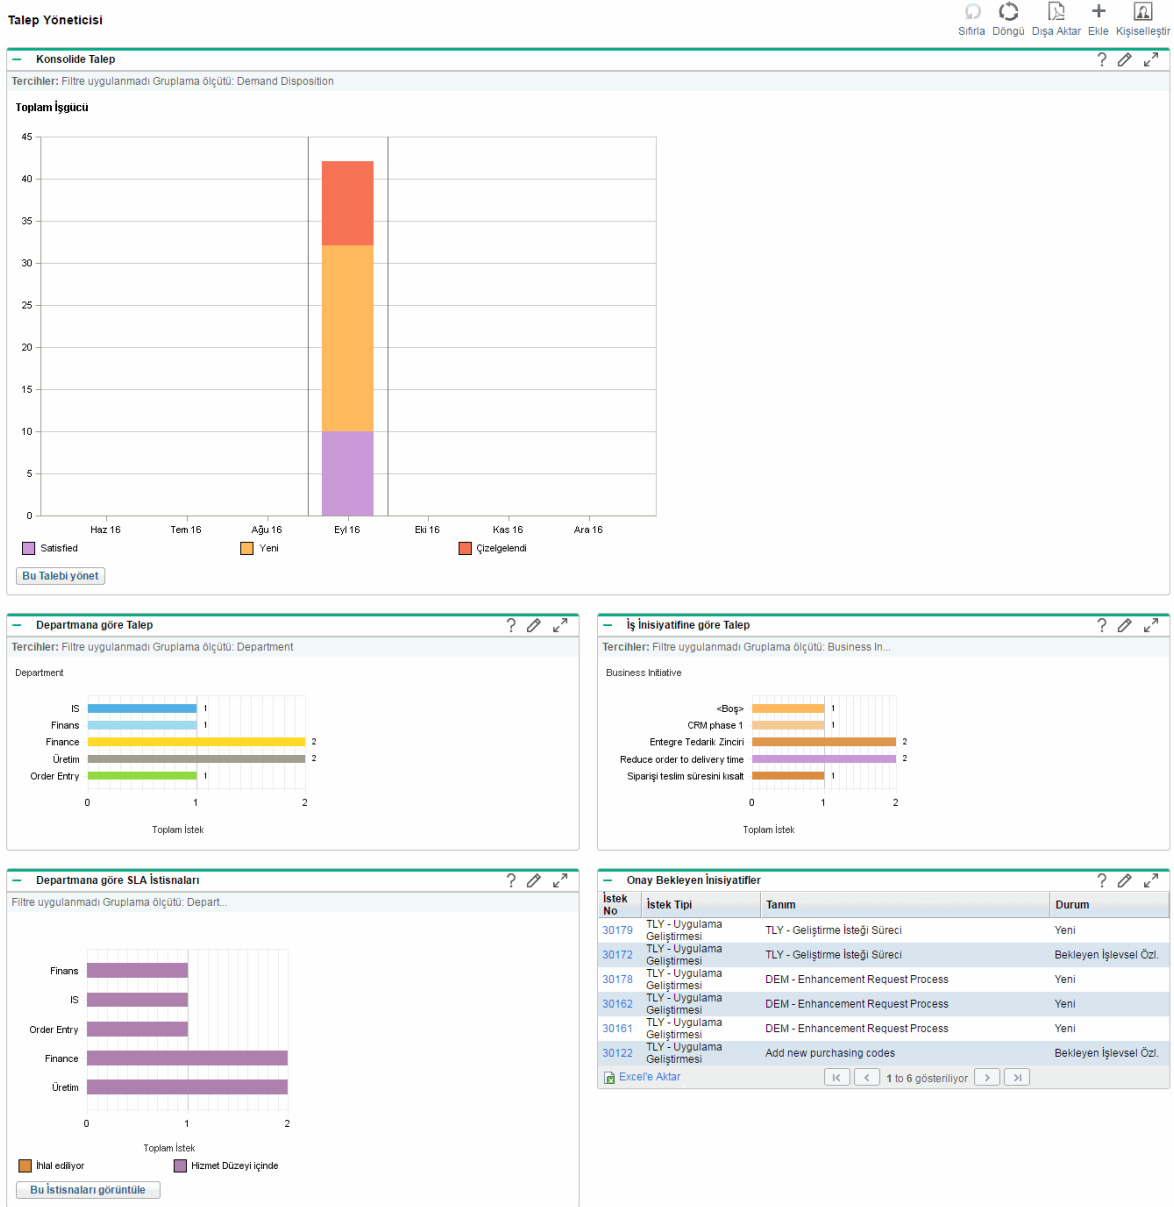 Talep Yöneticisi
Sıfırla Döngü Dışa Aktar Ekle Kişiselleştir
Konsolide Talep
?
Tercihler: Filtre uygulanmadı Gruplama ölçütü: Demand Disposition
Toplam İşgücü
45
40
35
30
25
20
15
10
5
0
Haz 16 Tem 16 Ağu 16 Eyl 16 Eki 16 Kas 16 Ara 16
Satisfied Yeni Çizelgelendi
Bu Talebi yönet
Departmana göre Talep
?
Tercihler: Filtre uygulanmadı Gruplama ölçütü: Department
Department
IS 1
Finans 1
Finance 2
Üretim 2
Order Entry 1
0 1 2
Toplam İstek
İş İnisiyatifine göre Talep
?
Tercihler: Filtre uygulanmadı Gruplama ölçütü: Business In...
Business Initiative
<Boş> 1
CRM phase 1 1
Entegre Tedarik Zinciri 2
Reduce order to delivery time 2
Siparişi teslim süresini kısalt 1
0 1 2
Toplam İstek
Departmana göre SLA İstisnaları
?
Filtre uygulanmadı Gruplama ölçütü: Depart...
Finans
IS
Order Entry
Finance
Üretim
0 1 2
Toplam İstek
İhlal ediliyor Hizmet Düzeyi içinde
Bu İstisnaları görüntüle
Onay Bekleyen İnisiyatifler
?
İstek No İstek Tipi Tanım Durum
30179 TLY - Uygulama Geliştirmesi TLY - Geliştirme İsteği Süreci Yeni
30172 TLY - Uygulama Geliştirmesi TLY - Geliştirme İsteği Süreci Bekleyen İşlevsel Özl.
30178 TLY - Uygulama Geliştirmesi DEM - Enhancement Request Process Yeni
30162 TLY - Uygulama Geliştirmesi DEM - Enhancement Request Process Yeni
30161 TLY - Uygulama Geliştirmesi DEM - Enhancement Request Process Yeni
30122 TLY - Uygulama Geliştirmesi Add new purchasing codes Bekleyen İşlevsel Özl.
Excel'e Aktar 1 to 6 gösteriliyor